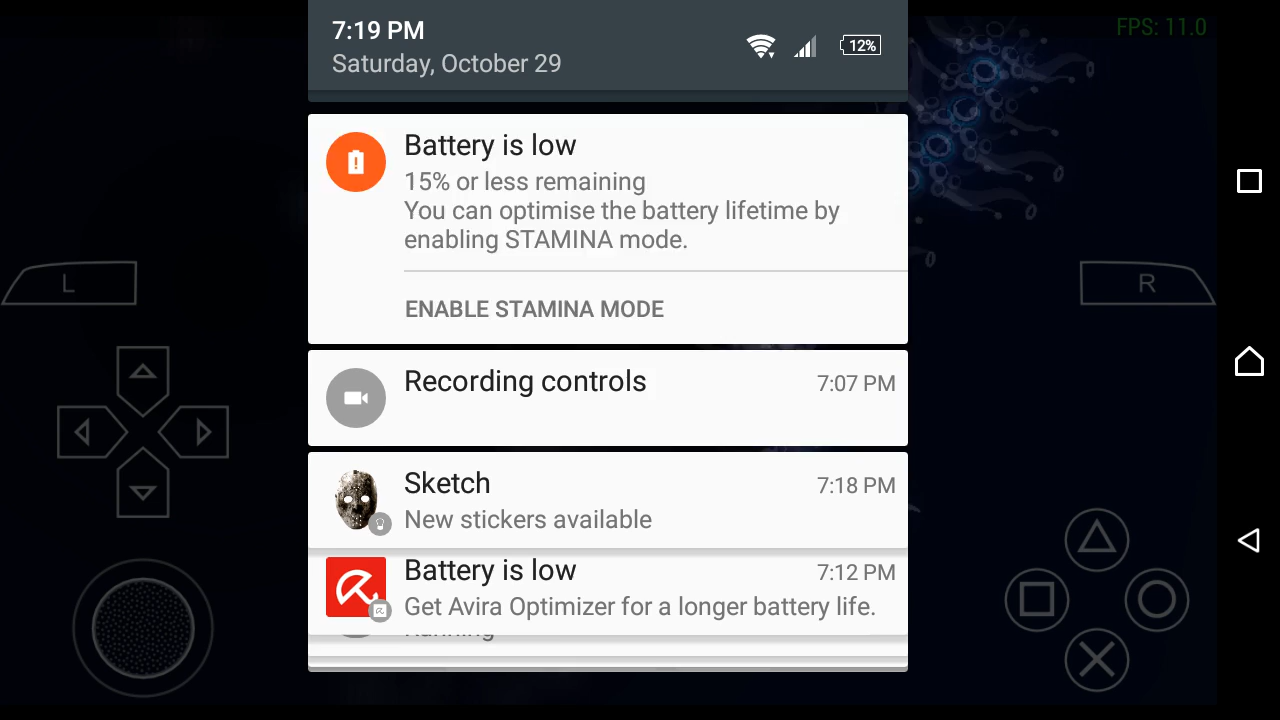 7:19 PM
Saturday, October 29
12%
FPS: 11.0
Battery is low
15% or less remaining
You can optimise the battery lifetime by
enabling STAMINA mode.
ENABLE STAMINA MODE
L
R
Recording controls
7:07 PM
Sketch
7:18 PM
New stickers available
Battery is low
7:12 PM
Get Avira Optimizer for a longer battery life.
Running